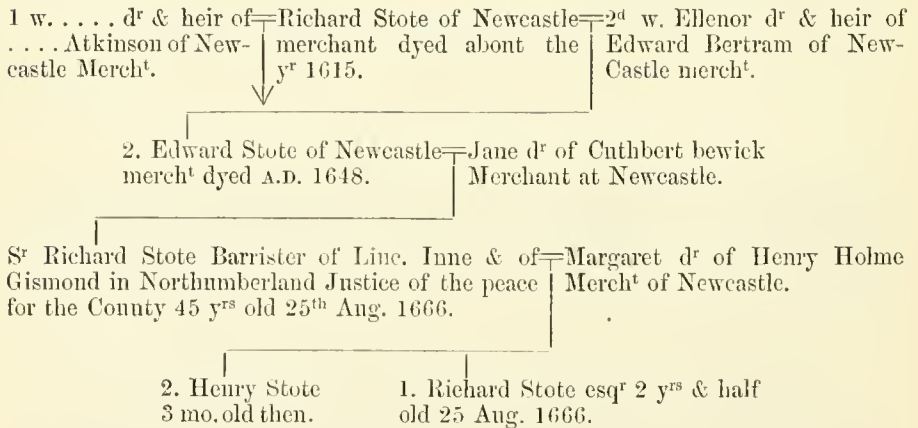 1 w. . . . . dʳ & heir of
. . . . Atkinson of New-
castle Merchᵗ.
Richard Stote of Newcastle
merchant dyed about the
yʳ 1615.
2ᵈ w. Ellenor dʳ & heir of
Edward Bertram of New-
Castle merchᵗ.
2. Edward Stote of Newcastle
merchᵗ dyed A.D. 1648.
Jane dʳ of Cuthbert bewick
Merchant at Newcastle.
Sʳ Richard Stote Barrister of Linc. Inne & of
Gismond in Northumberland Justice of the peace
for the County 45 yʳˢ old 25ᵗʰ Aug. 1666.
Margaret dʳ of Henry Holme
Merchᵗ of Newcastle.
2. Henry Stote
3 mo. old then.
1. Richard Stote esqʳ 2 yʳˢ & half
old 25 Aug. 1666.